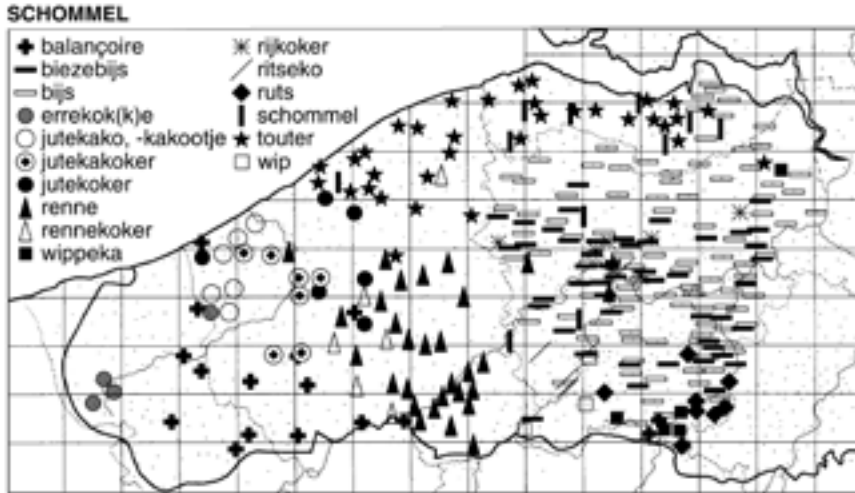 SCHOMMEL
balançoire
biezebijs
bijs
errekok(k)e
jutekako, -kakootje
jutekakoker
jutekoker
renne
rennekoker
wippeka
rijkoker
ritseko
ruts
schommel
touter
wip